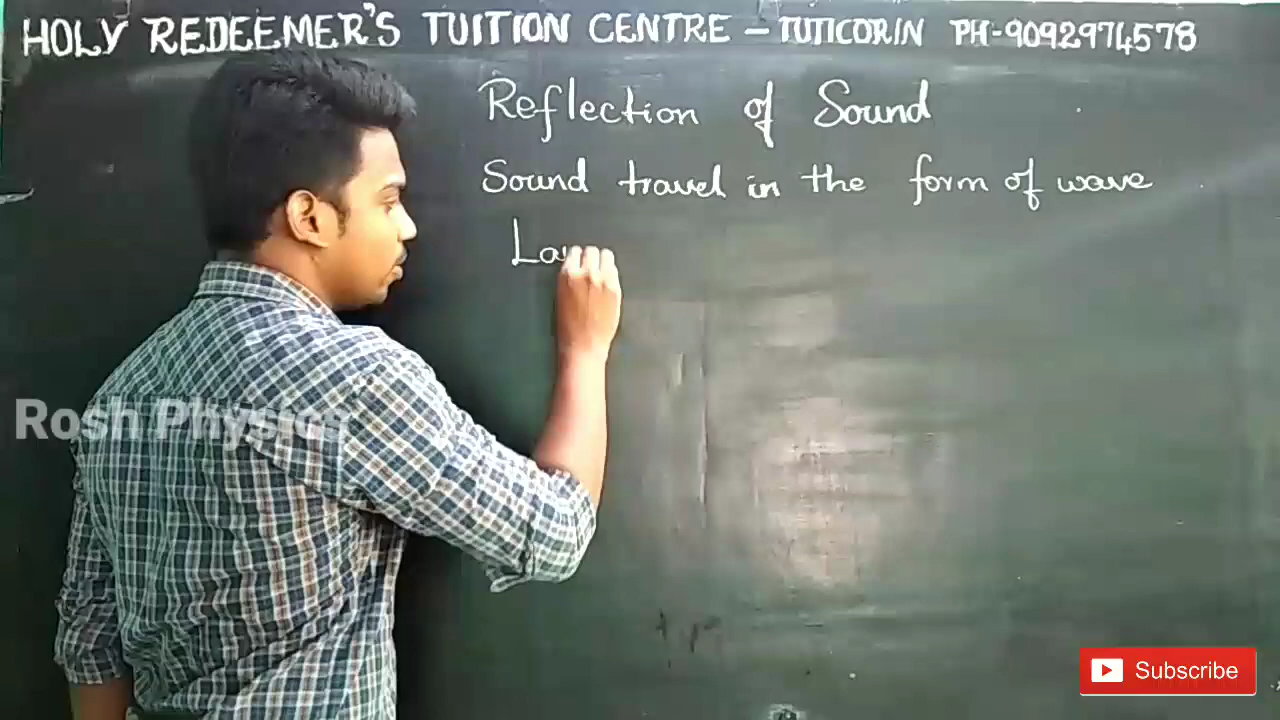 HOLY REDEEMER'S TUITION CENTRE – TUTICORIN PH-9092974578
Reflection of Sound
Sound travel in the form of wave
Rosh Physics
Subscribe